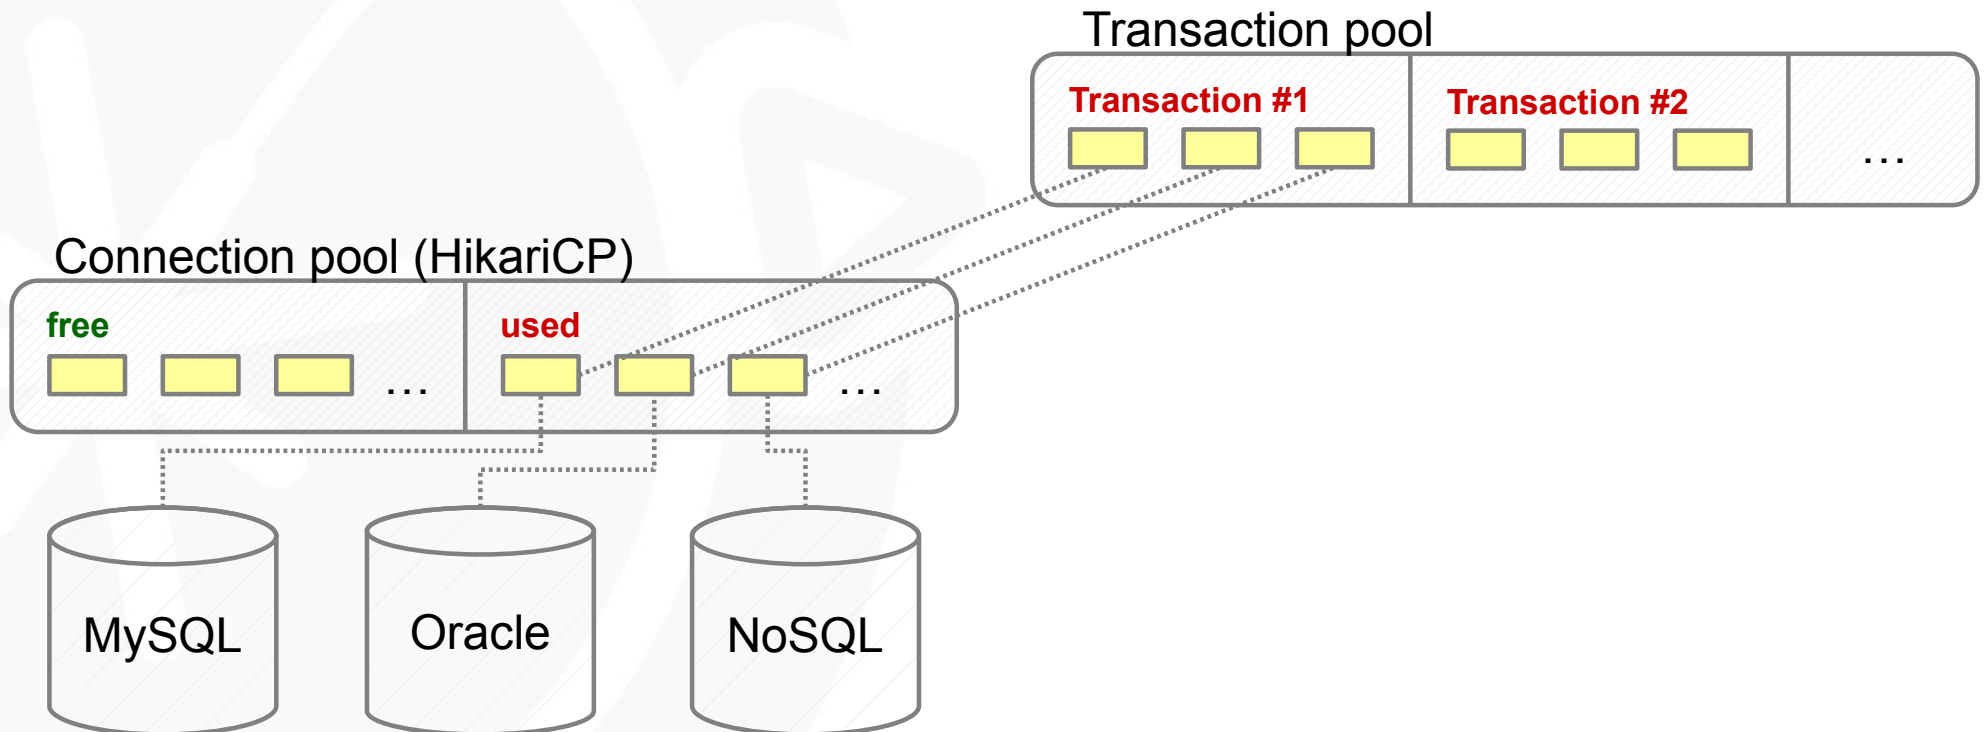 Transaction pool
Transaction #1
Transaction #2
...
Connection pool (HikariCP)
free
used
...
...
MySQL
Oracle
NoSQL